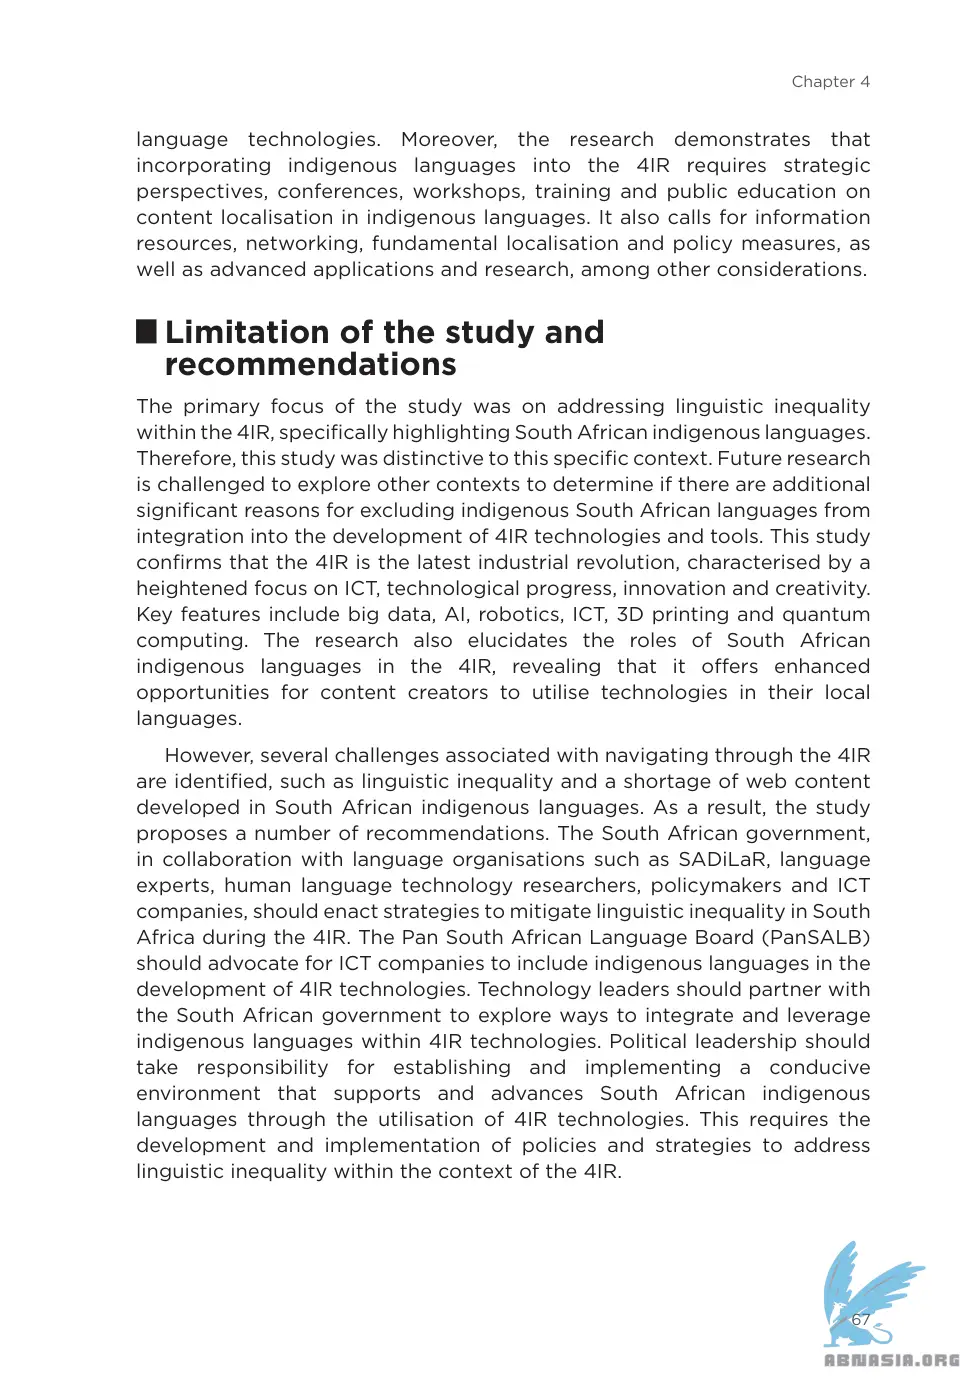 Chapter 4
language technologies. Moreover, the research demonstrates that
incorporating indigenous languages into the 4IR requires strategic
perspectives, conferences, workshops, training and public education on
content localisation in indigenous languages. It also calls for information
resources, networking, fundamental localisation and policy measures, as
well as advanced applications and research, among other considerations.
Limitation of the study and
recommendations
The primary focus of the study was on addressing linguistic inequality
within the 4IR, specifically highlighting South African indigenous languages.
Therefore, this study was distinctive to this specific context. Future research
is challenged to explore other contexts to determine if there are additional
significant reasons for excluding indigenous South African languages from
integration into the development of 4IR technologies and tools. This study
confirms that the 4IR is the latest industrial revolution, characterised by a
heightened focus on ICT, technological progress, innovation and creativity.
Key features include big data, AI, robotics, ICT, 3D printing and quantum
computing. The research also elucidates the roles of South African
indigenous languages in the 4IR, revealing that it offers enhanced
opportunities for content creators to utilise technologies in their local
languages.
However, several challenges associated with navigating through the 4IR
are identified, such as linguistic inequality and a shortage of web content
developed in South African indigenous languages. As a result, the study
proposes a number of recommendations. The South African government,
in collaboration with language organisations such as SADiLaR, language
experts, human language technology researchers, policymakers and ICT
companies, should enact strategies to mitigate linguistic inequality in South
Africa during the 4IR. The Pan South African Language Board (PanSALB)
should advocate for ICT companies to include indigenous languages in the
development of 4IR technologies. Technology leaders should partner with
the South African government to explore ways to integrate and leverage
indigenous languages within 4IR technologies. Political leadership should
take responsibility for establishing and implementing a conducive
environment that supports and advances South African indigenous
languages through the utilisation of 4IR technologies. This requires the
development and implementation of policies and strategies to address
linguistic inequality within the context of the 4IR.
67
ABNASIA.ORG